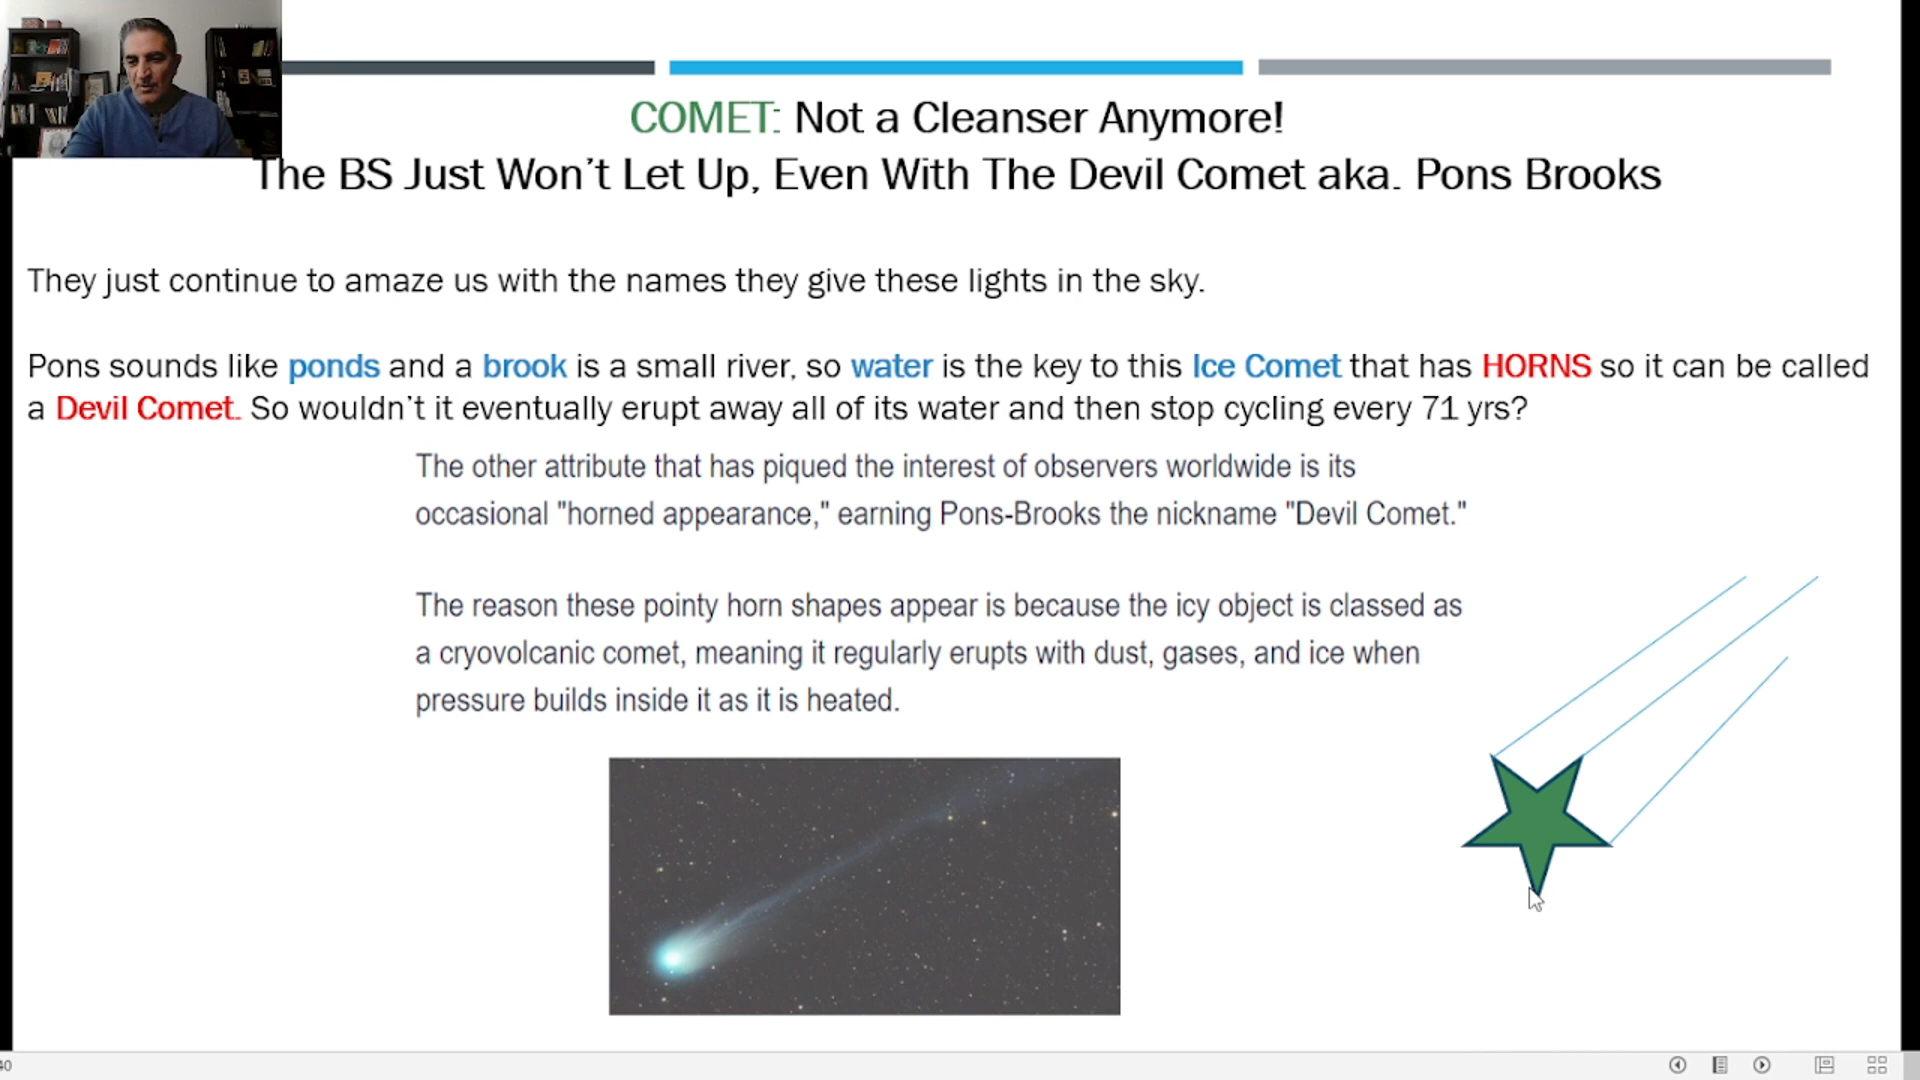 COMET: Not a Cleanser Anymore!
The BS Just Won't Let Up, Even With The Devil Comet aka. Pons Brooks
They just continue to amaze us with the names they give these lights in the sky.
Pons sounds like ponds and a brook is a small river, so water is the key to this Ice Comet that has HORNS so it can be called
a Devil Comet. So wouldn't it eventually erupt away all of its water and then stop cycling every 71 yrs?
The other attribute that has piqued the interest of observers worldwide is its
occasional "horned appearance," earning Pons-Brooks the nickname "Devil Comet."
The reason these pointy horn shapes appear is because the icy object is classed as
a cryovolcanic comet, meaning it regularly erupts with dust, gases, and ice when
pressure builds inside it as it is heated.
40